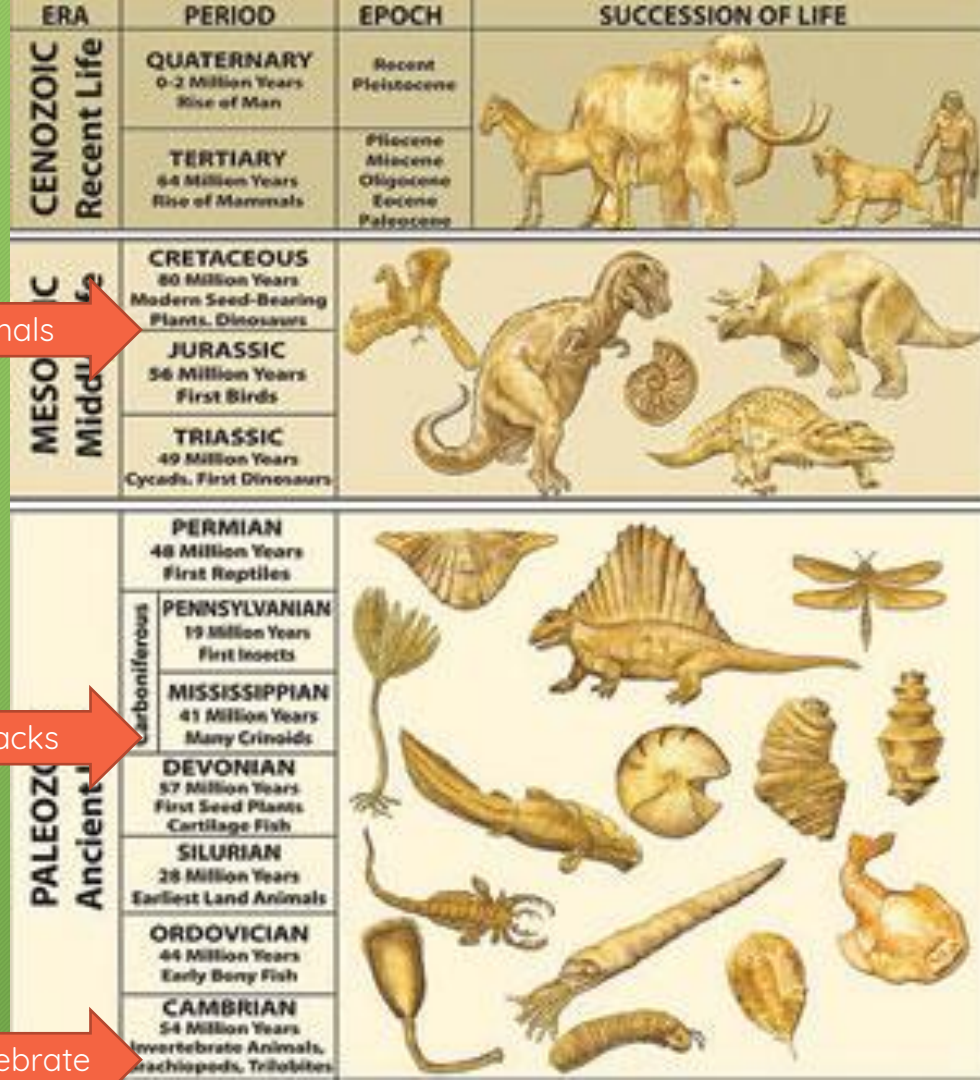 ERA PERIOD EPOCH SUCCESSION OF LIFE
CENOZOIC
Recent Life
QUATERNARY
0-2 Million Years
Rise of Man
Recent
Pleistocene
TERTIARY
64 Million Years
Rise of Mammals
Pliocene
Miocene
Oligocene
Eocene
Paleocene
CRETACEOUS
80 Million Years
Modern Seed-Bearing
Plants. Dinosaurs
JURASSIC
56 Million Years
First Birds
TRIASSIC
49 Million Years
Cycads. First Dinosaurs
PERMIAN
48 Million Years
First Reptiles
Carboniferous
PENNSYLVANIAN
19 Million Years
First Insects
MISSISSIPPIAN
41 Million Years
Many Crinoids
Ancient
DEVONIAN
57 Million Years
First Seed Plants
Cartilage Fish
SILURIAN
28 Million Years
Earliest Land Animals
ORDOVICIAN
44 Million Years
Early Bony Fish
CAMBRIAN
54 Million Years
Invertebrate Animals,
Brachiopods, Trilobites
nals
acks
ebrate